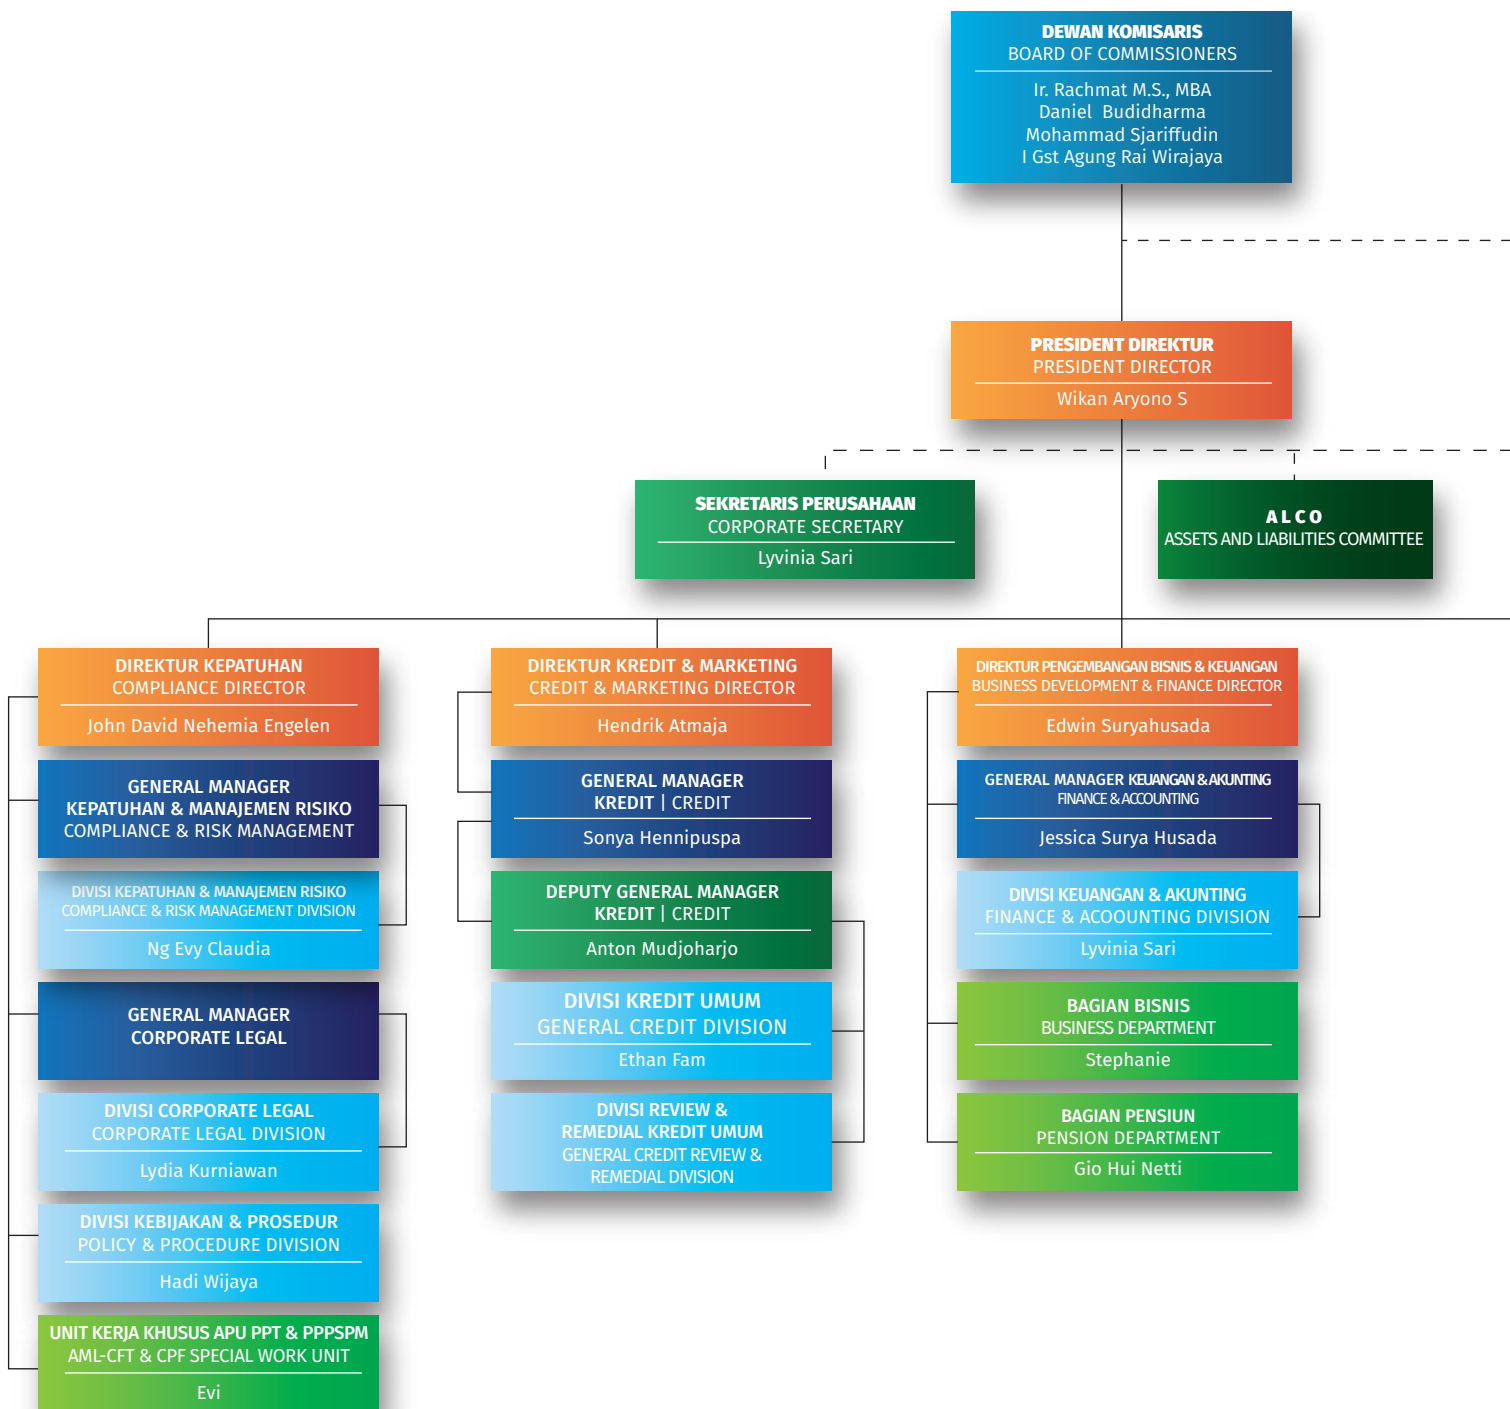 DEWAN KOMISARIS
BOARD OF COMMISSIONERS
Ir. Rachmat M.S., MBA
Daniel Budidharma
Mohammad Sjariffudin
I Gst Agung Rai Wirajaya
PRESIDENT DIREKTUR
PRESIDENT DIRECTOR
Wikan Aryono S
SEKRETARIS PERUSAHAAN
CORPORATE SECRETARY
Lyvinia Sari
ALCO
ASSETS AND LIABILITIES COMMITTEE
DIREKTUR KEPATUHAN
COMPLIANCE DIRECTOR
John David Nehemia Engelen
GENERAL MANAGER
KEPATUHAN & MANAJEMEN RISIKO
COMPLIANCE & RISK MANAGEMENT
DIVISI KEPATUHAN & MANAJEMEN RISIKO
COMPLIANCE & RISK MANAGEMENT DIVISION
Ng Evy Claudia
GENERAL MANAGER
CORPORATE LEGAL
DIVISI CORPORATE LEGAL
CORPORATE LEGAL DIVISION
Lydia Kurniawan
DIVISI KEBIJAKAN & PROSEDUR
POLICY & PROCEDURE DIVISION
Hadi Wijaya
UNIT KERJA KHUSUS APU PPT & PPPSPM
AML-CFT & CPF SPECIAL WORK UNIT
Evi
DIREKTUR KREDIT & MARKETING
CREDIT & MARKETING DIRECTOR
Hendrik Atmaja
GENERAL MANAGER
KREDIT | CREDIT
Sonya Hennipuspa
DEPUTY GENERAL MANAGER
KREDIT | CREDIT
Anton Mudjoharjo
DIVISI KREDIT UMUM
GENERAL CREDIT DIVISION
Ethan Fam
DIVISI REVIEW &
REMEDIAL KREDIT UMUM
GENERAL CREDIT REVIEW &
REMEDIAL DIVISION
DIREKTUR PENGEMBANGAN BISNIS & KEUANGAN
BUSINESS DEVELOPMENT & FINANCE DIRECTOR
Edwin Suryahusada
GENERAL MANAGER KEUANGAN & AKUNTING
FINANCE & ACCOUNTING
Jessica Surya Husada
DIVISI KEUANGAN & AKUNTING
FINANCE & ACOOUNTING DIVISION
Lyvinia Sari
BAGIAN BISNIS
BUSINESS DEPARTMENT
Stephanie
BAGIAN PENSIUN
PENSION DEPARTMENT
Gio Hui Netti